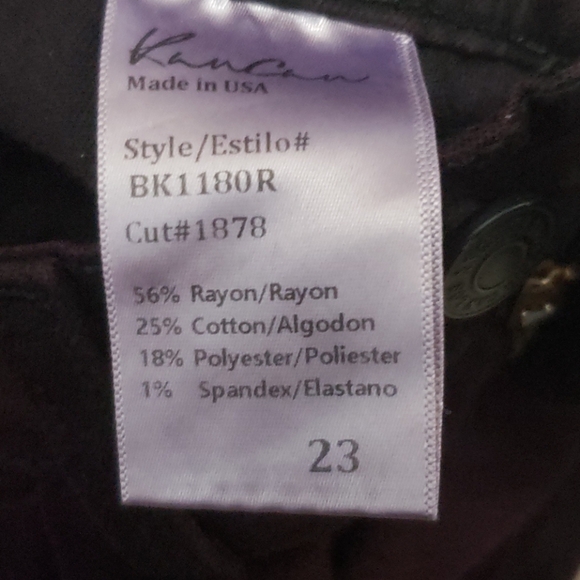 KanCan
Made in USA
Style/Estilo#
BK1180R
Cut#1878
56% Rayon/Rayon
25% Cotton/Algodon
18% Polyester/Poliester
1% Spandex/Elastano
23